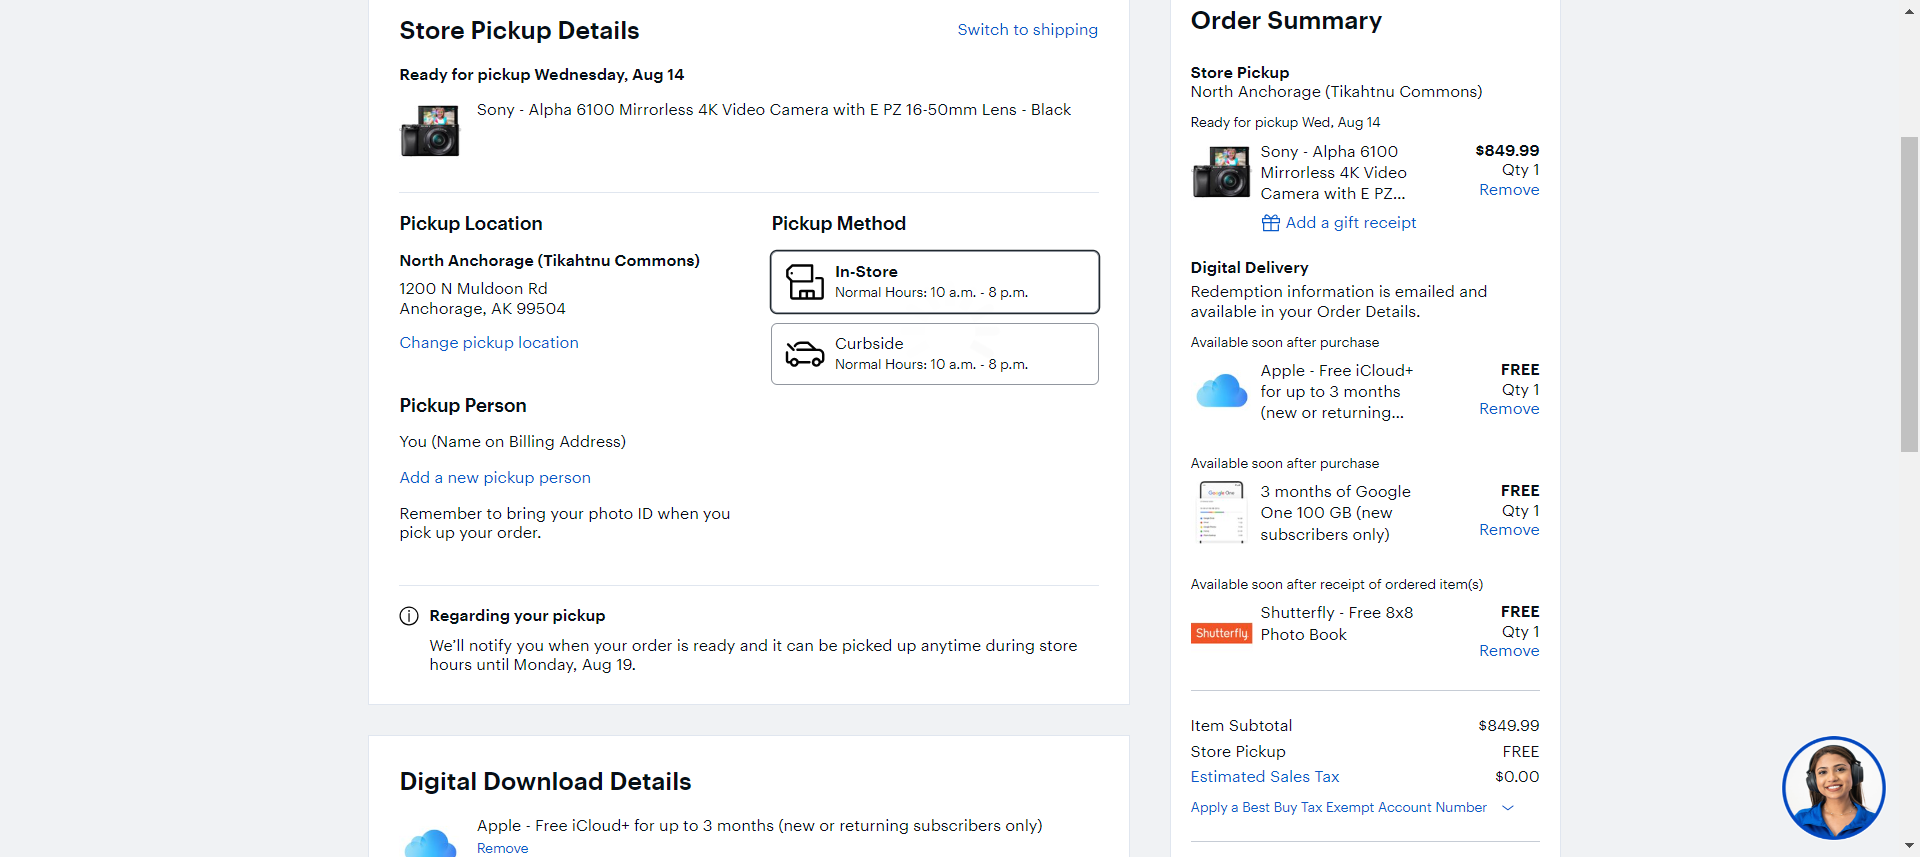 Store Pickup Details
Switch to shipping
Ready for pickup Wednesday, Aug 14
Sony - Alpha 6100 Mirrorless 4K Video Camera with E PZ 16-50mm Lens - Black
Pickup Location
North Anchorage (Tikahtnu Commons)
1200 N Muldoon Rd
Anchorage, AK 99504
Change pickup location
Pickup Method
In-Store
Normal Hours: 10 a.m. - 8 p.m.
Curbside
Normal Hours: 10 a.m. - 8 p.m.
Pickup Person
You (Name on Billing Address)
Add a new pickup person
Remember to bring your photo ID when you
pick up your order.
Regarding your pickup
We'll notify you when your order is ready and it can be picked up anytime during store
hours until Monday, Aug 19.
Digital Download Details
Apple - Free iCloud+ for up to 3 months (new or returning subscribers only)
Remove
Order Summary
Store Pickup
North Anchorage (Tikahtnu Commons)
Ready for pickup Wed, Aug 14
Sony - Alpha 6100 $849.99
Mirrorless 4K Video Qty 1
Camera with E PZ... Remove
Add a gift receipt
Digital Delivery
Redemption information is emailed and
available in your Order Details.
Available soon after purchase
Apple - Free iCloud+ FREE
for up to 3 months Qty 1
(new or returning... Remove
Available soon after purchase
Google One
3 months of Google FREE
One 100 GB (new Qty 1
subscribers only) Remove
Available soon after receipt of ordered item(s)
Shutterfly
Shutterfly - Free 8x8 FREE
Photo Book Qty 1
Remove
Item Subtotal $849.99
Store Pickup FREE
Estimated Sales Tax $0.00
Apply a Best Buy Tax Exempt Account Number